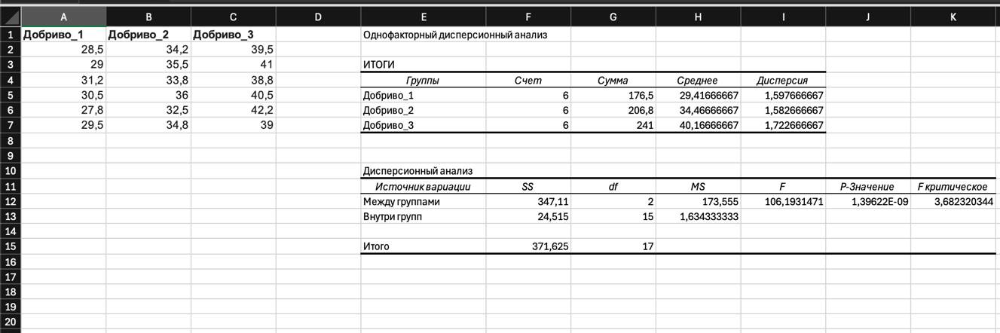 A B C D E F G H I J K
1 Добриво_1 Добриво_2 Добриво_3 Однофакторный дисперсионный анализ
2 28,5 34,2 39,5
3 29 35,5 41 ИТОГИ
4 31,2 33,8 38,8 Группы Счет Сумма Среднее Дисперсия
5 30,5 36 40,5 Добриво_1 6 176,5 29,41666667 1,597666667
6 27,8 32,5 42,2 Добриво_2 6 206,8 34,46666667 1,582666667
7 29,5 34,8 39 Добриво_3 6 241 40,16666667 1,722666667
8
9
10 Дисперсионный анализ
11 Источник вариации SS df MS F P-Значение F критическое
12 Между группами 347,11 2 173,555 106,1931471 1,39622E-09 3,682320344
13 Внутри групп 24,515 15 1,634333333
14
15 Итого 371,625 17
16
17
18
19
20